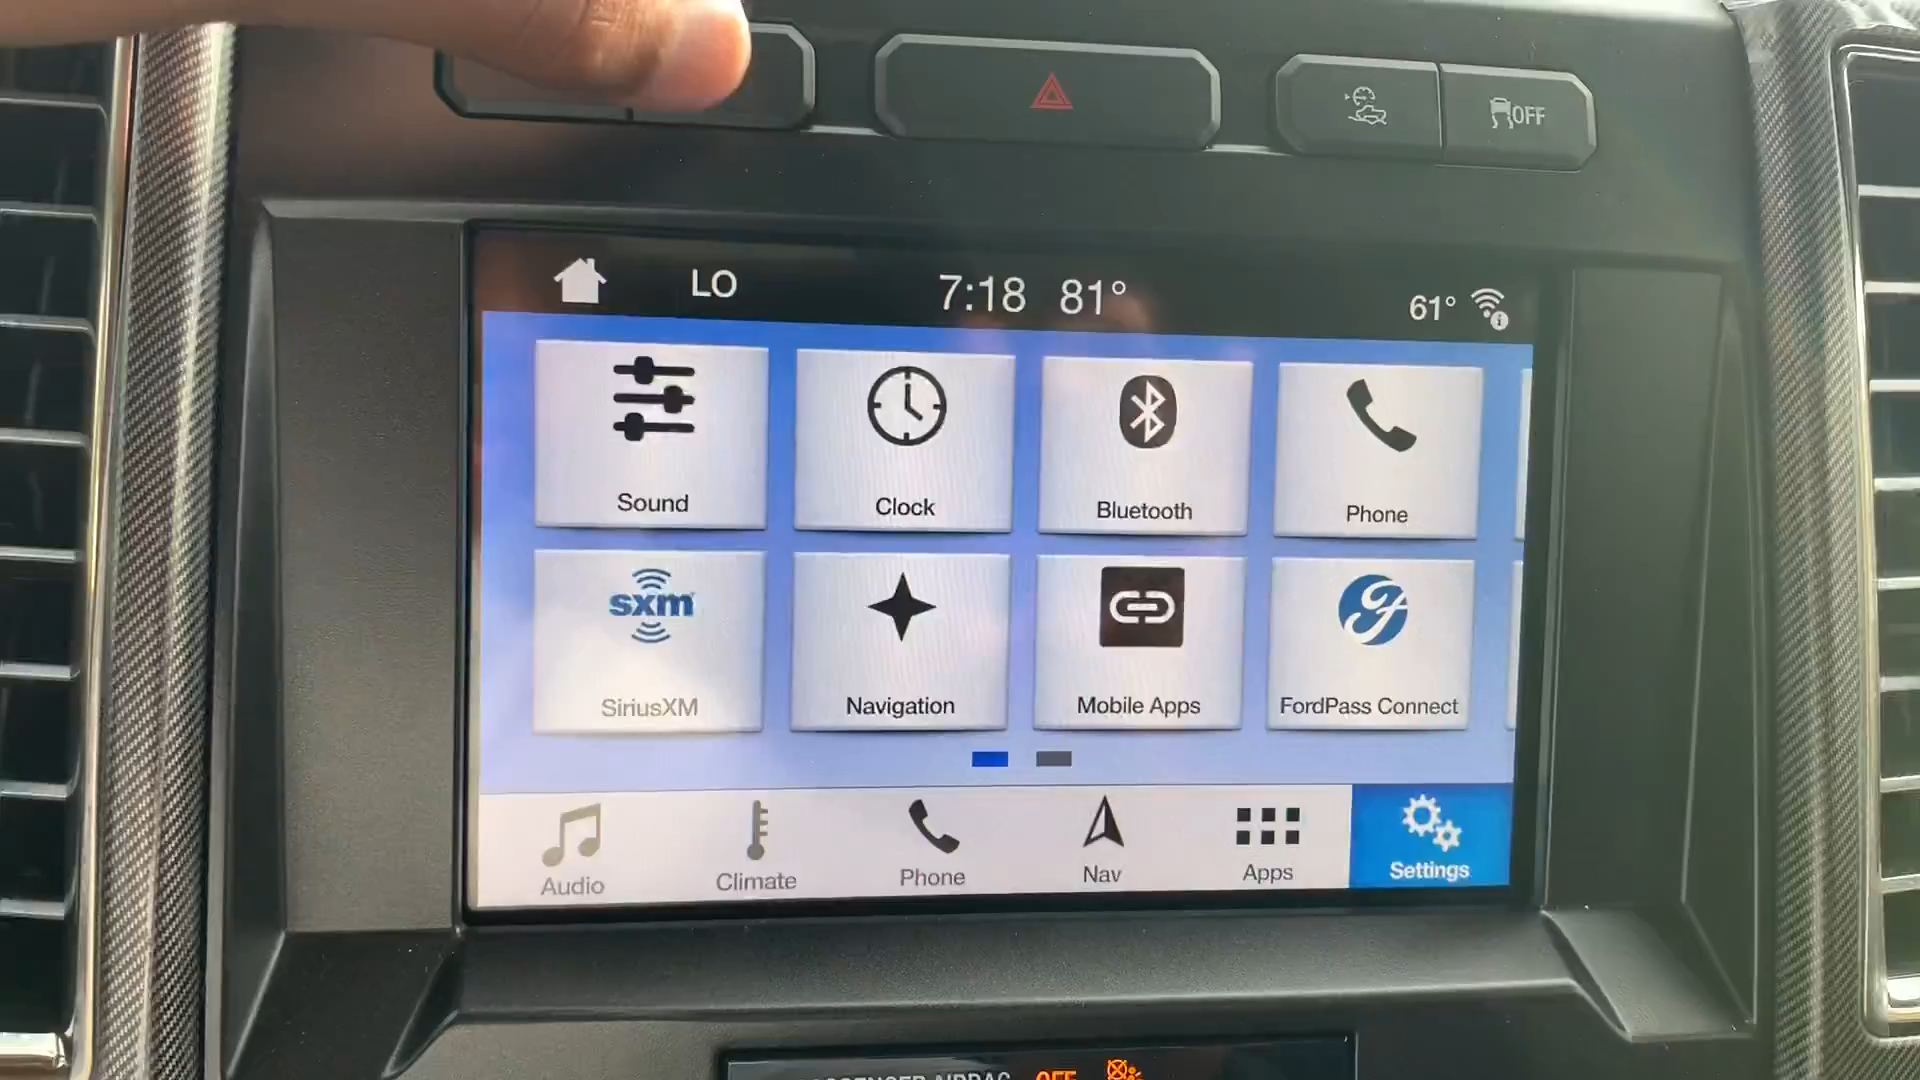 OFF
LO
7:18 81°
61°
Sound
Clock
Bluetooth
Phone
sxm
SiriusXM
Navigation
Mobile Apps
FordPass Connect
Audio
Climate
Phone
Nav
Apps
Settings
PASSENGER AIRBAG OFF